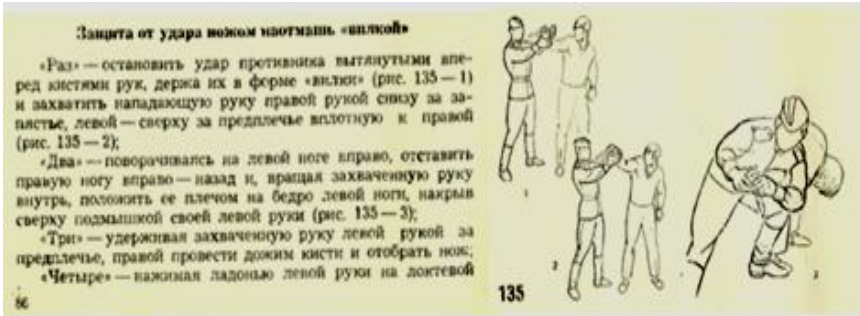 Защита от удара ножом наотмашь «вилкой»
«Раз» — остановить удар противника вытянутыми впе-
ред кистями рук, держа их в форме «вилки» (рис. 135 — 1)
и захватить нападающую руку правой рукой снизу за за-
пястье, левой — сверху за предплечье вплотную к правой
(рис. 135 — 2);
«Два» — поворачиваясь на левой ноге вправо, отставить
правую ногу вправо — назад и, вращая захваченную руку
внутрь, положить ее плечом на бедро левой ноги, накрыв
сверху подмышкой своей левой руки (рис. 135 — 3);
«Три» — удерживая захваченную руку левой рукой за
предплечье, правой провести дожим кисти и отобрать нож;
«Четыре» — нажимая ладонью левой руки на локтевой
86
1
2
3
135